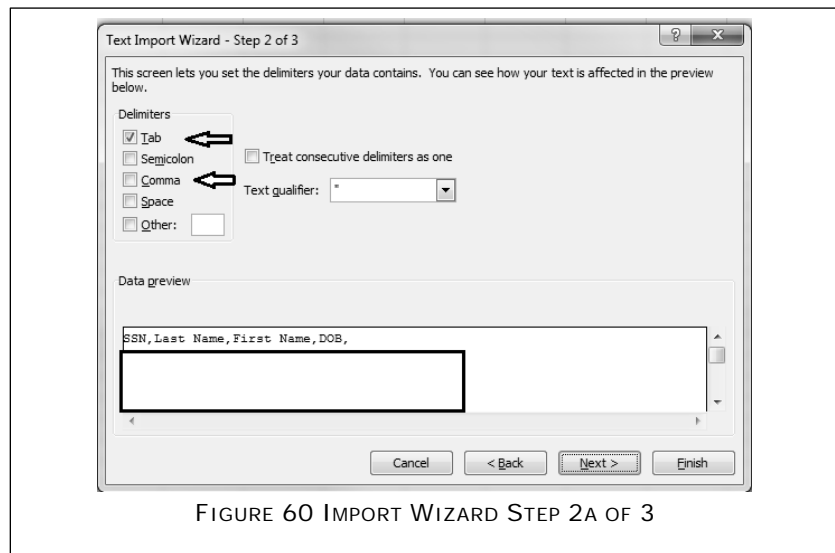 Text Import Wizard - Step 2 of 3
This screen lets you set the delimiters your data contains. You can see how your text is affected in the preview
below.
Delimiters
Tab
Semicolon
Comma
Space
Other:
Treat consecutive delimiters as one
Text qualifier: "
Data preview
SSN,Last Name,First Name,DOB,
Cancel < Back Next > Finish
FIGURE 60 IMPORT WIZARD STEP 2A OF 3